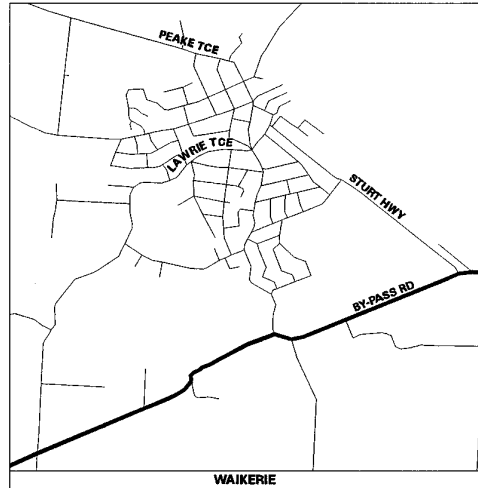 PEAKE TCE
LAWRIE TCE
STURT HWY
BY-PASS RD
WAIKERIE